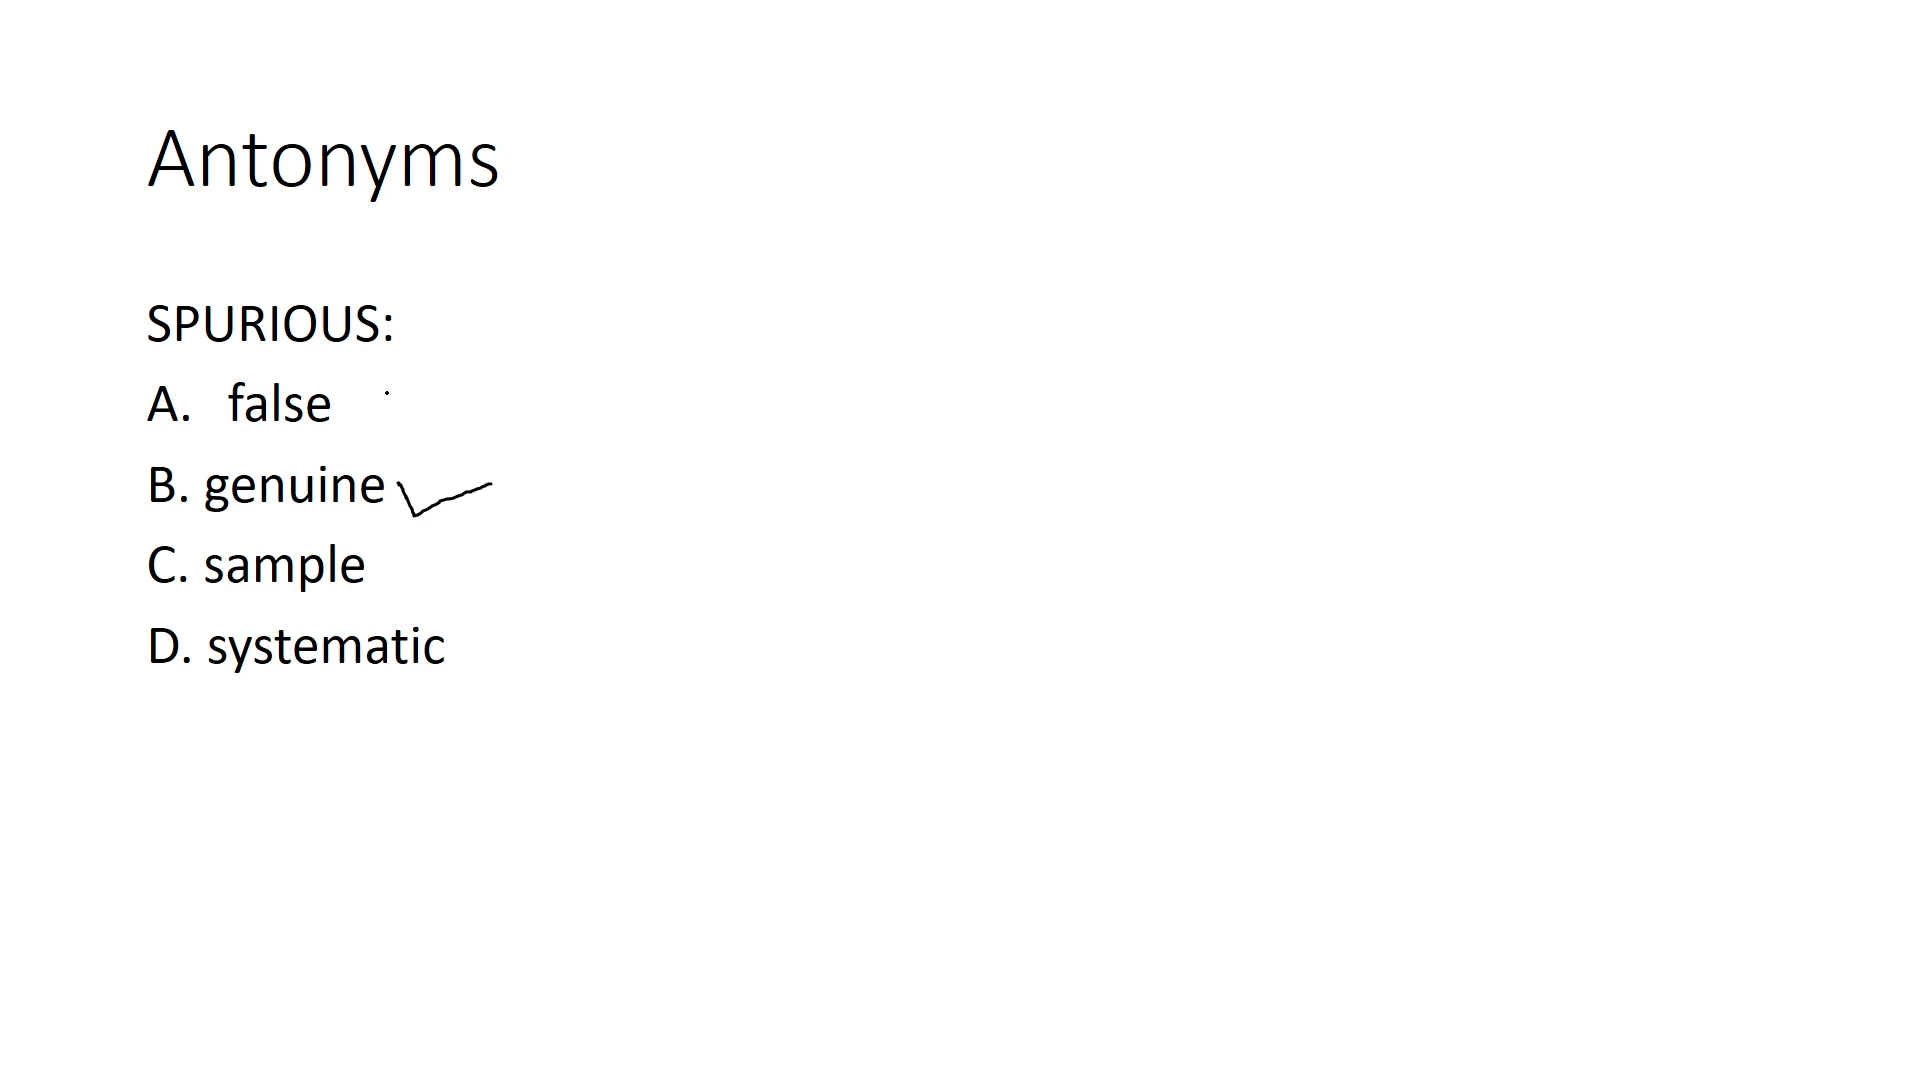 Antonyms
SPURIOUS:
A. false
B. genuine
C. sample
D. systematic